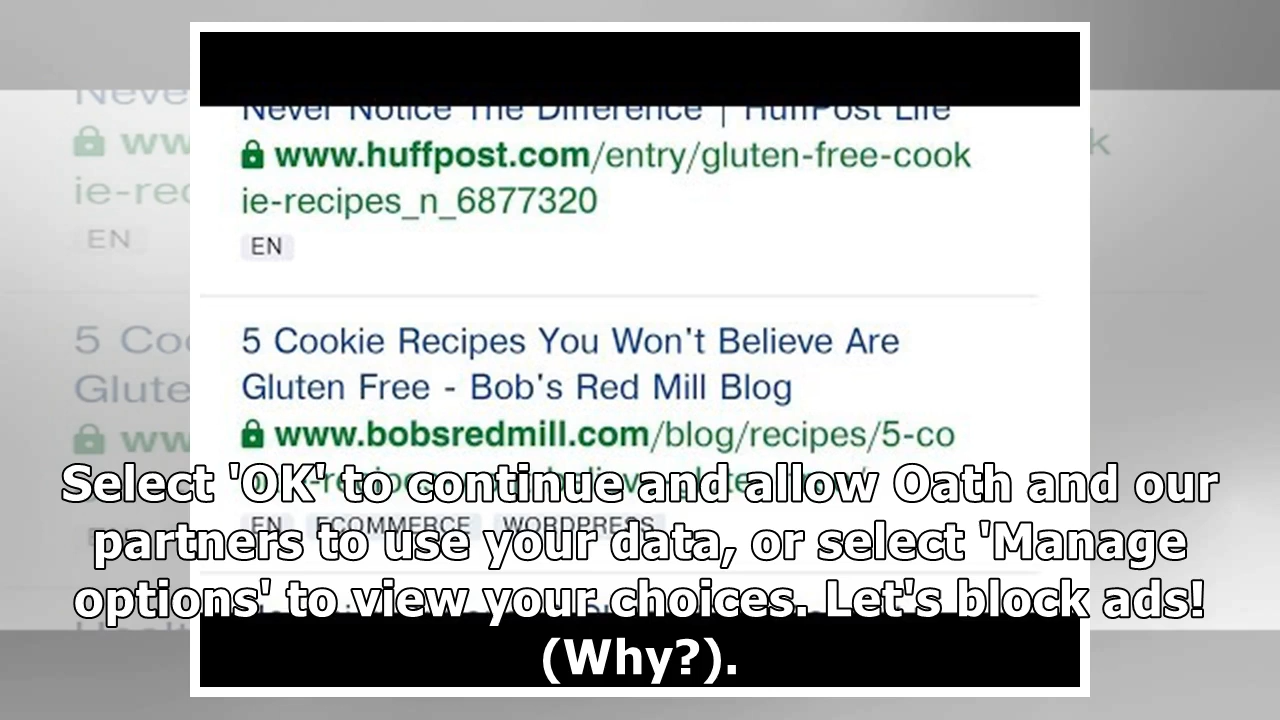 Never Notice The Difference | HuffPost Life
www.huffpost.com/entry/gluten-free-cook
ie-recipes_n_6877320
EN
5 Cookie Recipes You Won't Believe Are
Gluten Free - Bob's Red Mill Blog
www.bobsredmill.com/blog/recipes/5-co
EN ECOMMERCE WORDPRESS
Select 'OK' to continue and allow Oath and our
partners to use your data, or select 'Manage
options' to view your choices. Let's block ads!
(Why?).